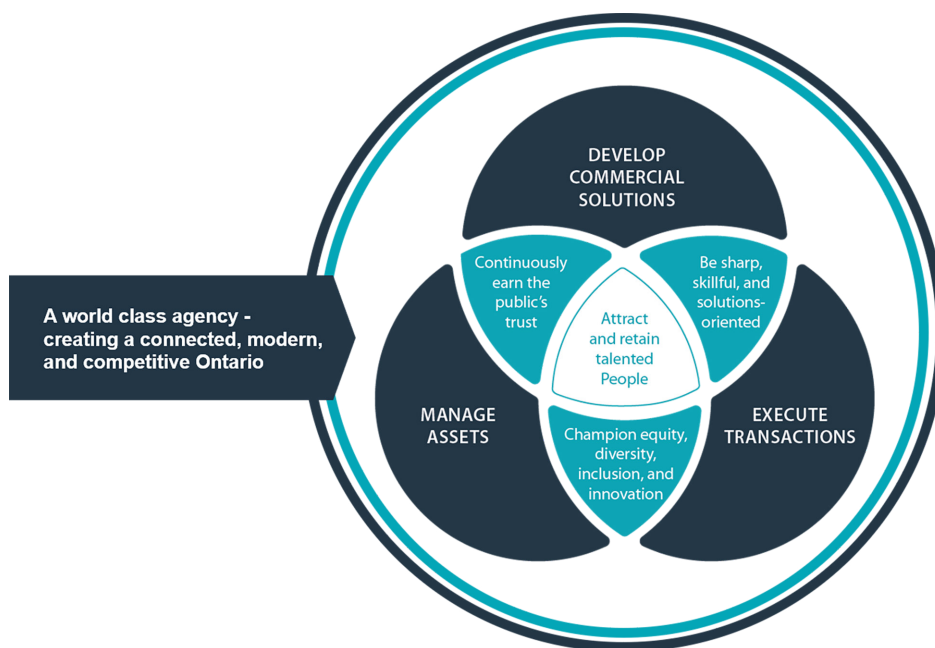 DEVELOP
COMMERCIAL
SOLUTIONS
Continuously
earn the
public's
trust
Be sharp,
skillful, and
solutions-
oriented
A world class agency -
creating a connected, modern,
and competitive Ontario
Attract
and retain
talented
People
MANAGE
ASSETS
EXECUTE
TRANSACTIONS
Champion equity,
diversity,
inclusion, and
innovation